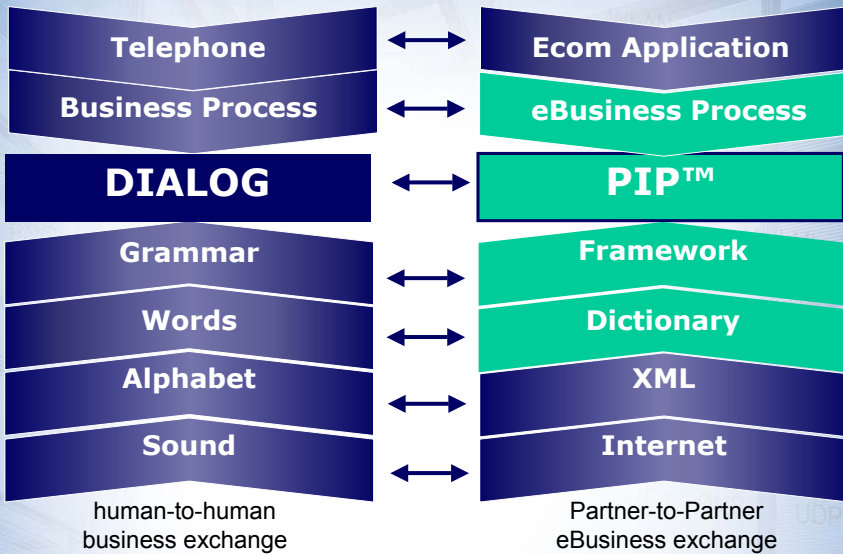 Telephone
Ecom Application
Business Process
eBusiness Process
DIALOG
PIP™
Grammar
Framework
Words
Dictionary
Alphabet
XML
Sound
Internet
human-to-human
business exchange
Partner-to-Partner
eBusiness exchange
UDP